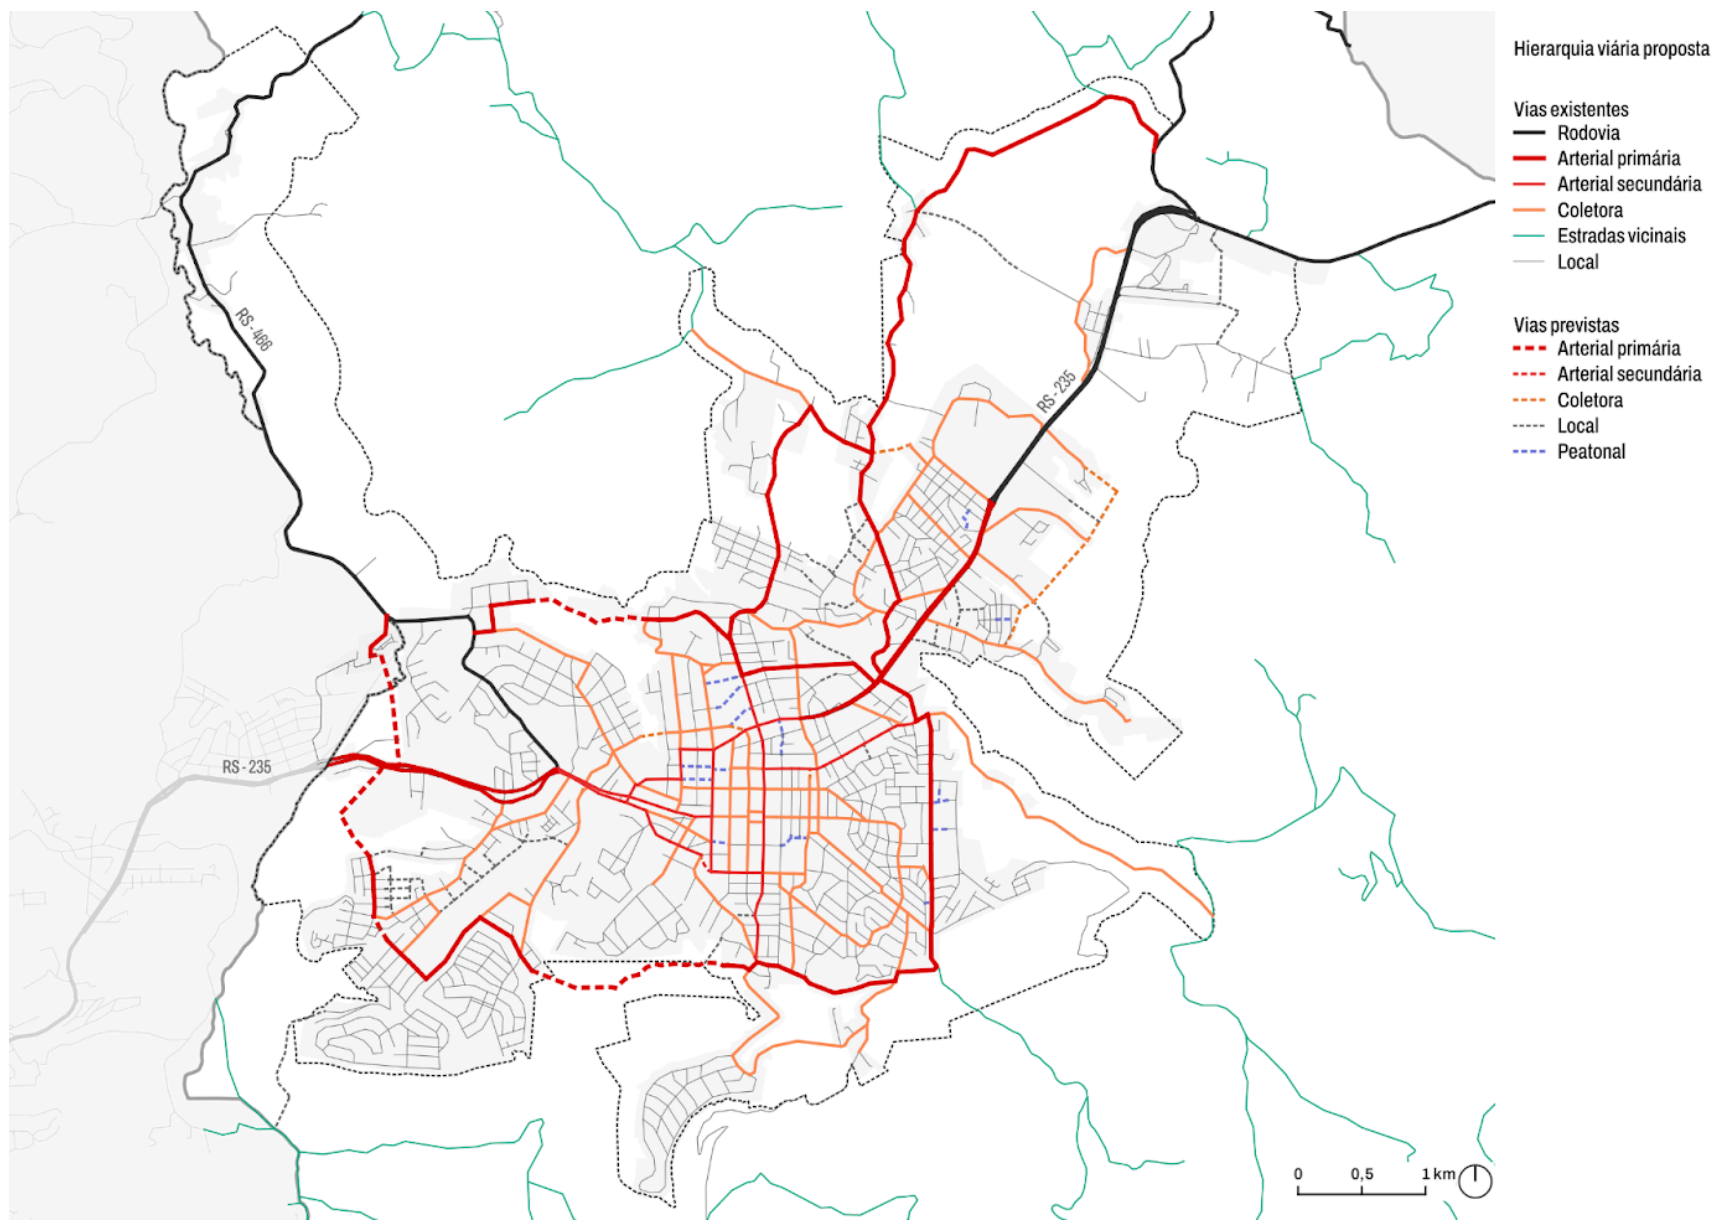 Hierarquia viária proposta
Vias existentes
Rodovia
Arterial primária
Arterial secundária
Coletora
Estradas vicinais
Local
Vias previstas
Arterial primária
Arterial secundária
Coletora
Local
Peatonal
RS - 466
RS - 235
RS - 235
0 0,5 1 km